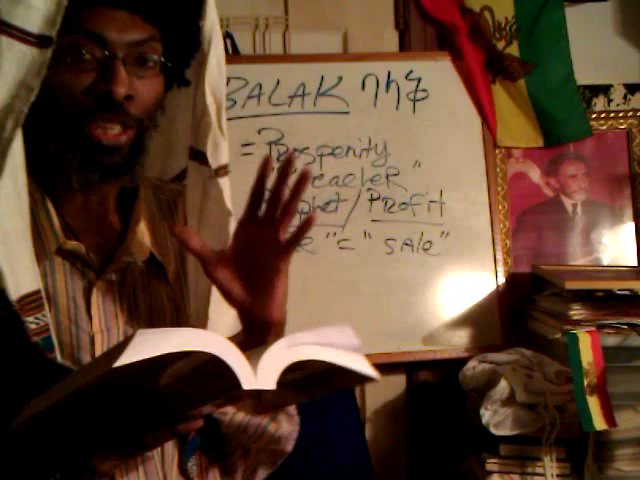 BALAK ባላቅ
= "Prosperity
PreacheR"
Prophet / Profit
"=" sale"